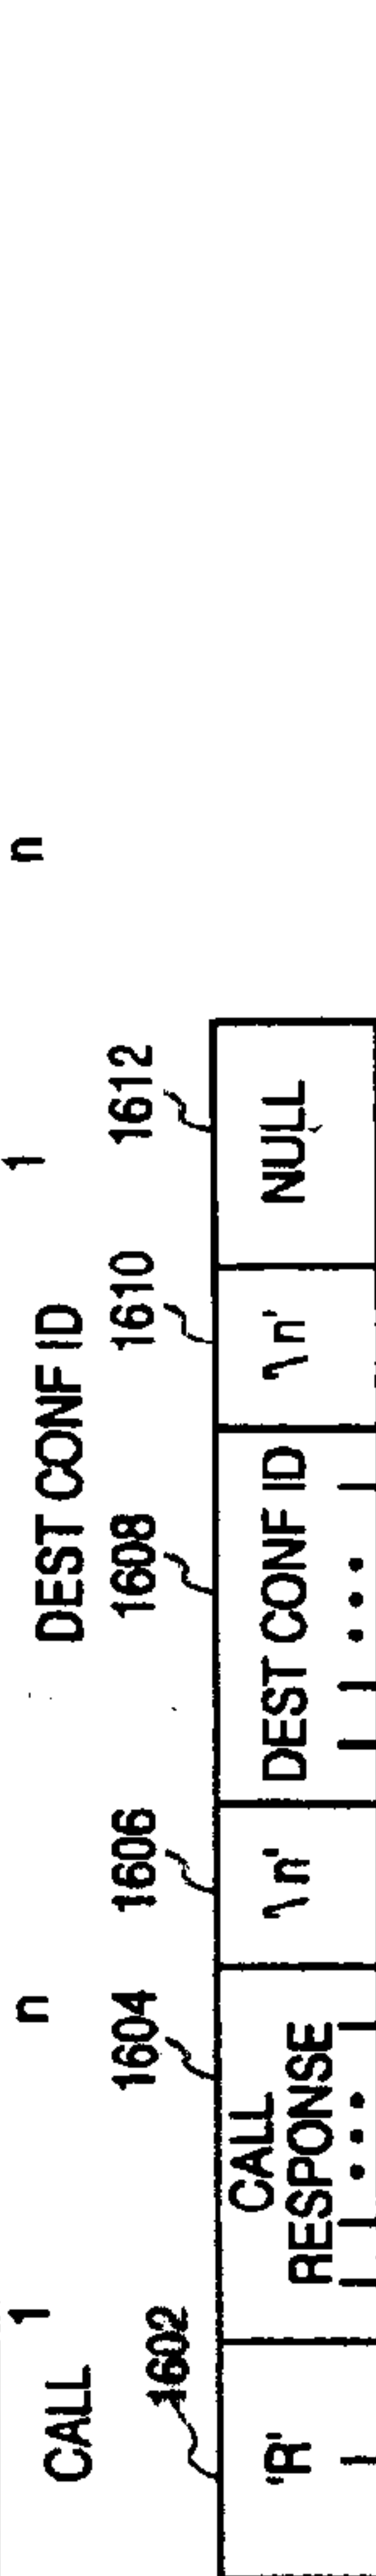 1 n 1 n
CALL DEST CONF ID
1602 1604 1606 1608 1610 1612
'R' CALL RESPONSE \n' DEST CONF ID \n' NULL
• • • • • •